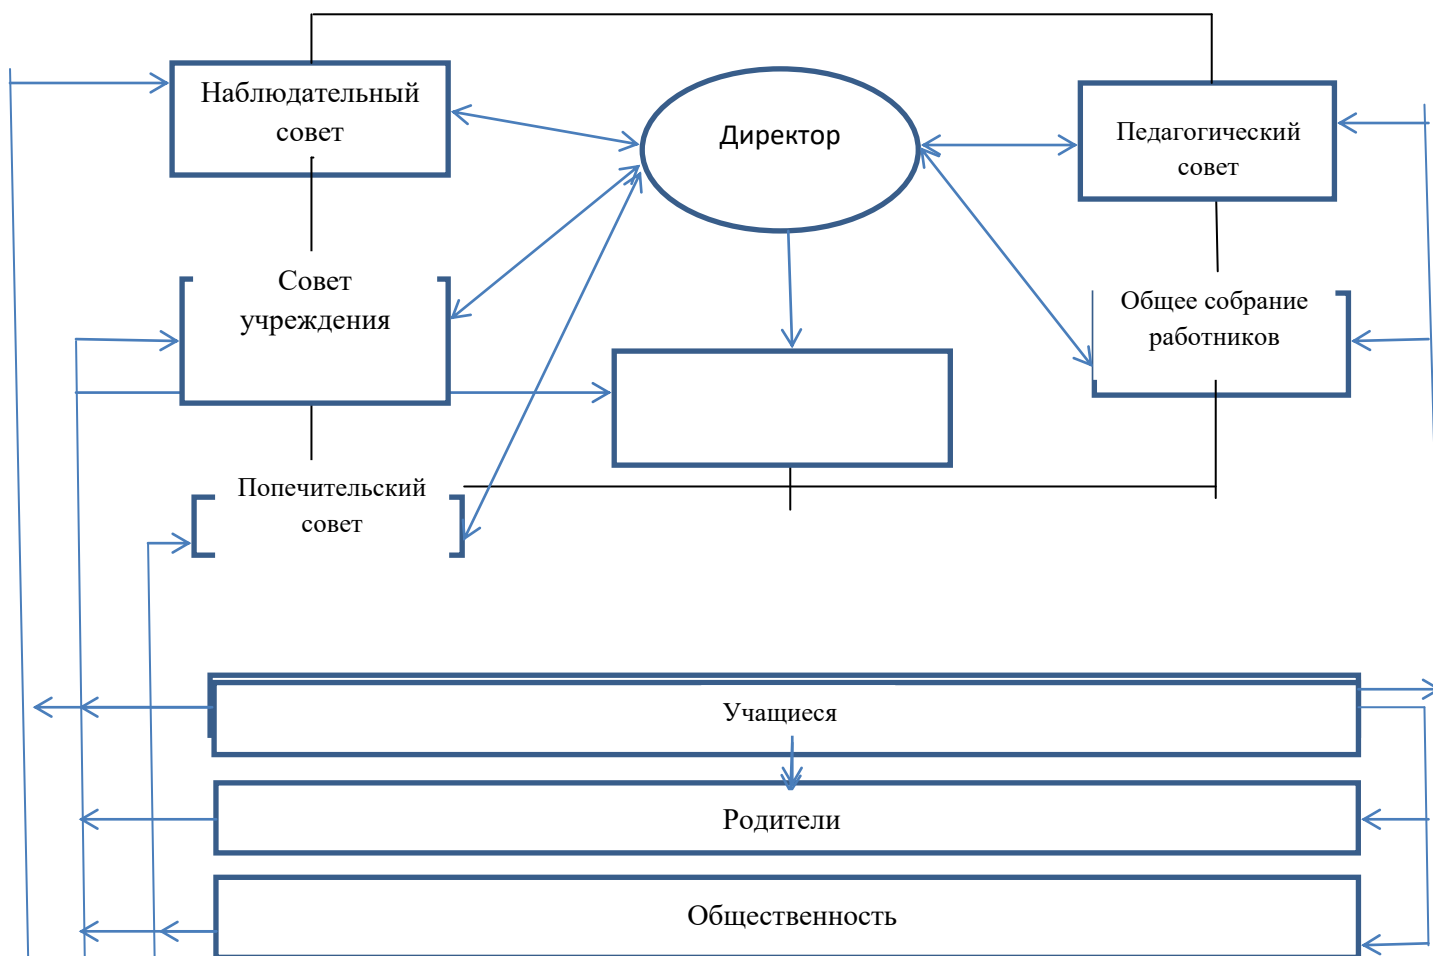 Наблюдательный
совет
Директор
Педагогический
совет
Совет
учреждения
Общее собрание
работников
Попечительский
совет
Учащиеся
Родители
Общественность